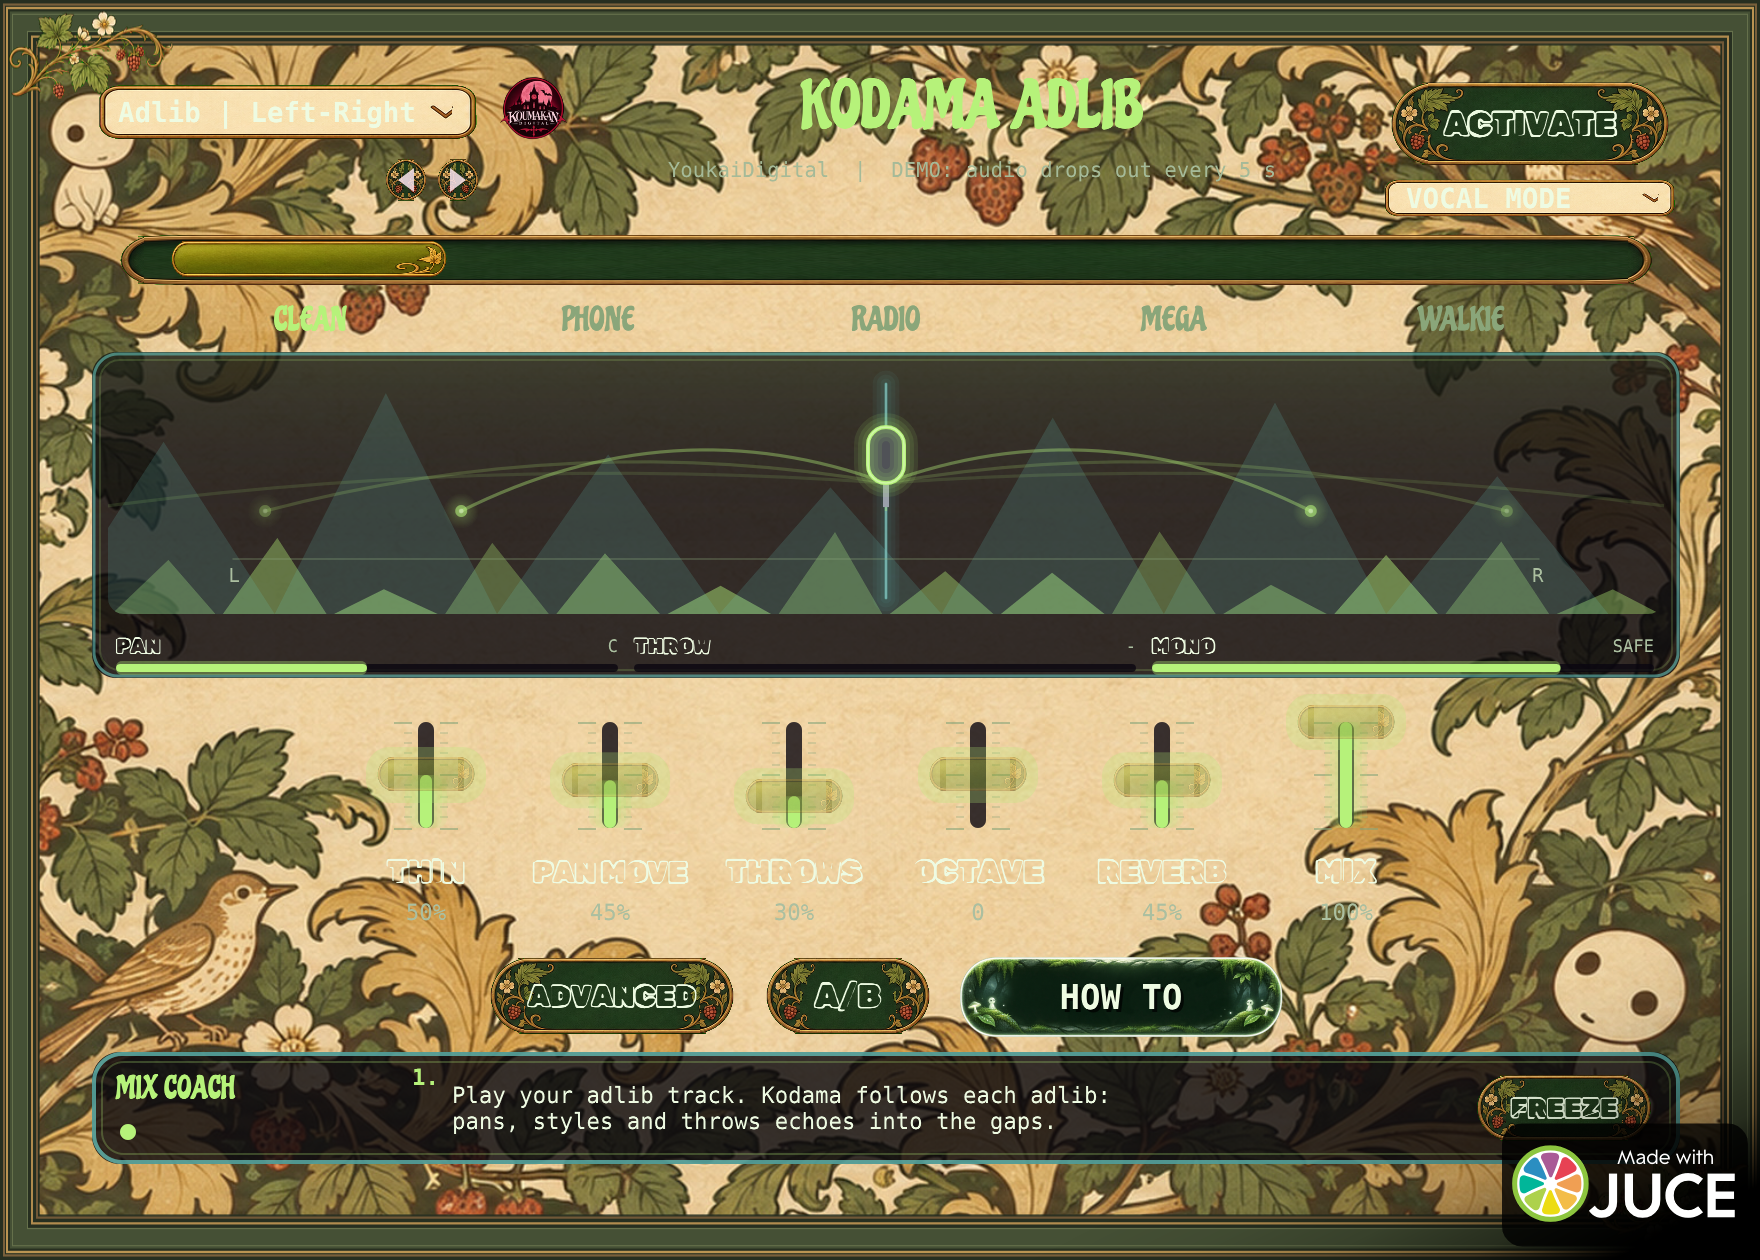 Adlib | Left-Right
KOUMAKAN
DIGITAL
KODAMA ADLIB
ACTIVATE
YoukaiDigital | DEMO: audio drops out every 5 s
VOCAL MODE
CLEAN PHONE RADIO MEGA WALKIE
L R
PAN C THROW - MONO SAFE
THIN PAN MOVE THROWS OCTAVE REVERB MIX
50% 45% 30% 0 45% 100%
ADVANCED A/B HOW TO
MIX COACH
1. Play your adlib track. Kodama follows each adlib:
pans, styles and throws echoes into the gaps.
FREEZE
Made with
JUCE